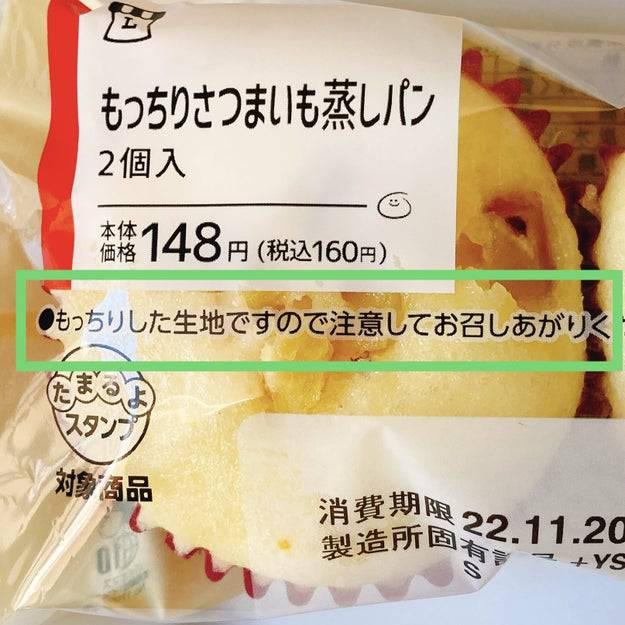 もっちりさつまいも蒸しパン
2個入
本体価格148円(税込160円)
●もっちりした生地ですので注意してお召しあがりく
たまるよ
スタンプ
対象商品
消費期限 22.11.20
製造所固有 +YS
S